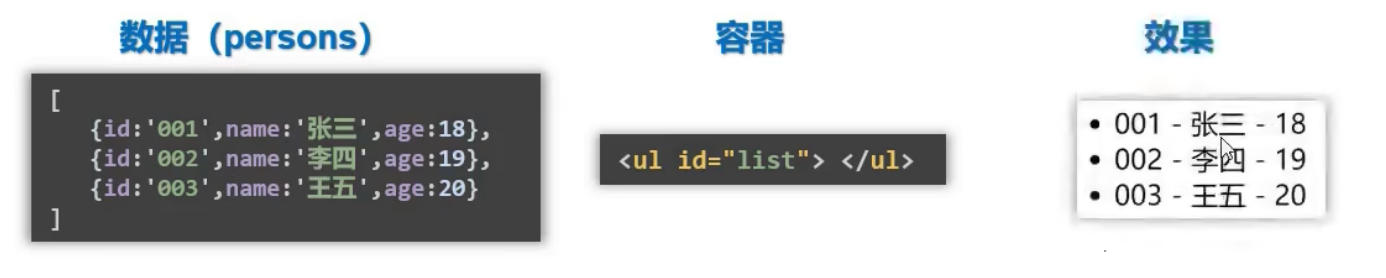 数据（persons）
[
{id:'001',name:'张三',age:18},
{id:'002',name:'李四',age:19},
{id:'003',name:'王五',age:20}
]
容器
<ul id="list"> </ul>
效果
• 001 - 张三 - 18
• 002 - 李四 - 19
• 003 - 王五 - 20